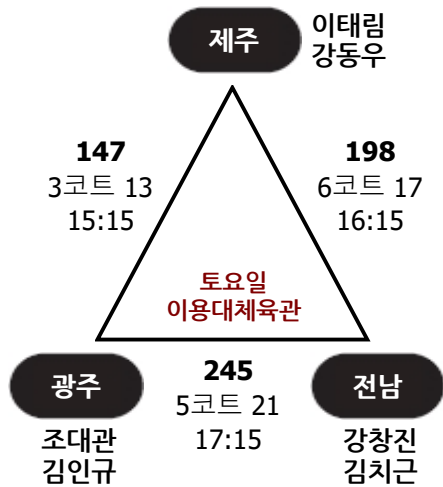 제주
이태림
강동우
147
3코트 13
15:15
198
6코트 17
16:15
토요일
이용대체육관
광주
조대관
김인규
245
5코트 21
17:15
전남
강창진
김치근